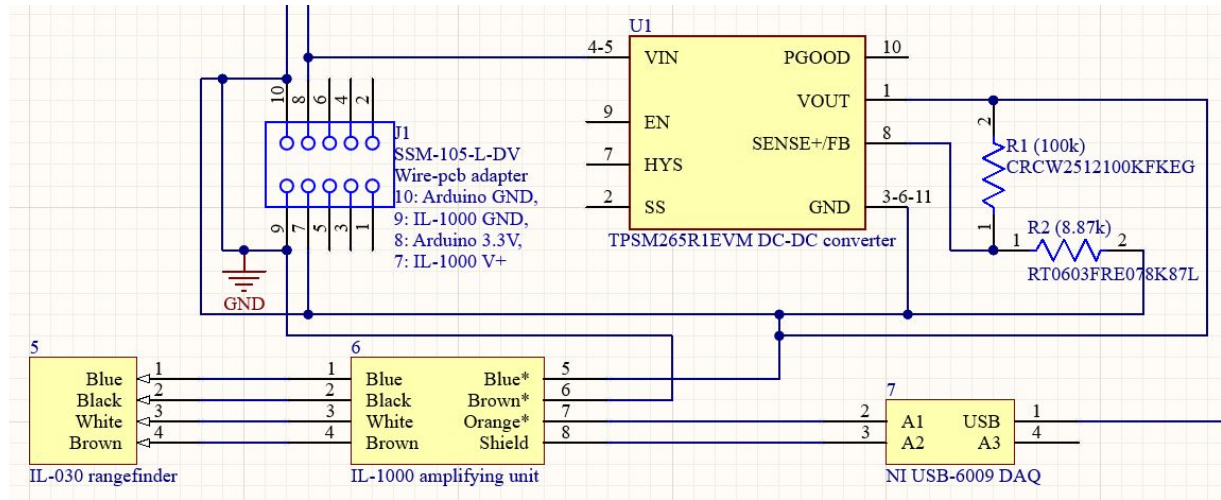 U1
4-5 VIN PGOOD 10
VOUT 1
9 EN
SENSE+/FB 8
7 HYS
2 SS GND 3-6-11
TPSM265R1EVM DC-DC converter
10 8 6 4 2
9 7 5 3 1
J1
SSM-105-L-DV
Wire-pcb adapter
10: Arduino GND,
9: IL-1000 GND,
8: Arduino 3.3V,
7: IL-1000 V+
GND
2
R1 (100k)
CRCW2512100KFKEG
1
R2 (8.87k)
1 2
RT0603FRE078K87L
5
Blue 1
Black 2
White 3
Brown 4
IL-030 rangefinder
6
1 Blue Blue* 5
2 Black Brown* 6
3 White Orange* 7
4 Brown Shield 8
IL-1000 amplifying unit
7
2 A1 USB 1
3 A2 A3 4
NI USB-6009 DAQ